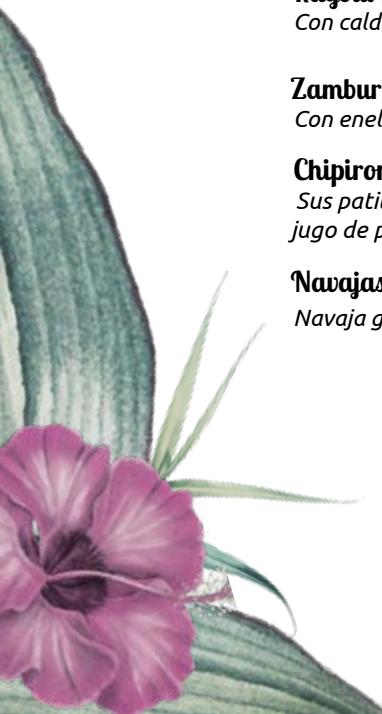 Con cald
Zambur
Con enel
Chipiron
Sus pati
jugo de p
Navajas
Navaja g